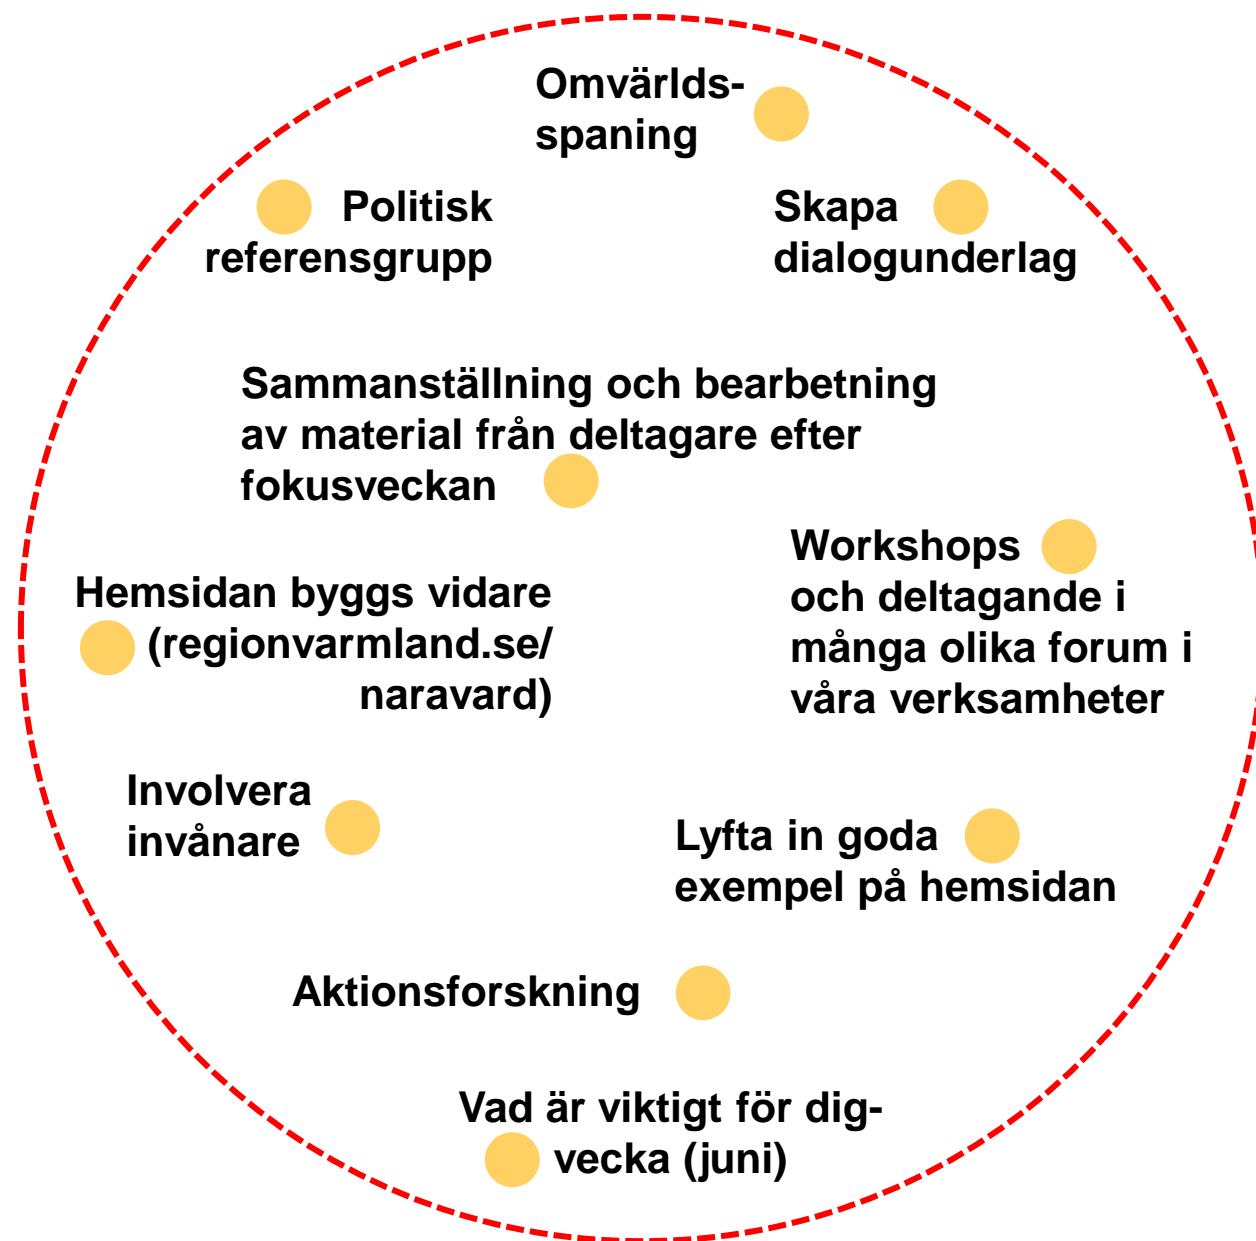 Omvärlds-
spaning
Politisk
referensgrupp
Skapa
dialogunderlag
Sammanställning och bearbetning
av material från deltagare efter
fokusveckan
Workshops
och deltagande i
många olika forum i
våra verksamheter
Hemsidan byggs vidare
(regionvarmland.se/
naravard)
Involvera
invånare
Lyfta in goda
exempel på hemsidan
Aktionsforskning
Vad är viktigt för dig-
vecka (juni)